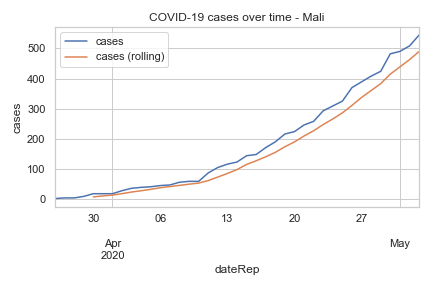 COVID-19 cases over time - Mali
cases
cases (rolling)
500
400
300
200
100
0
cases
30
06
13
20
27
Apr
2020
May
dateRep